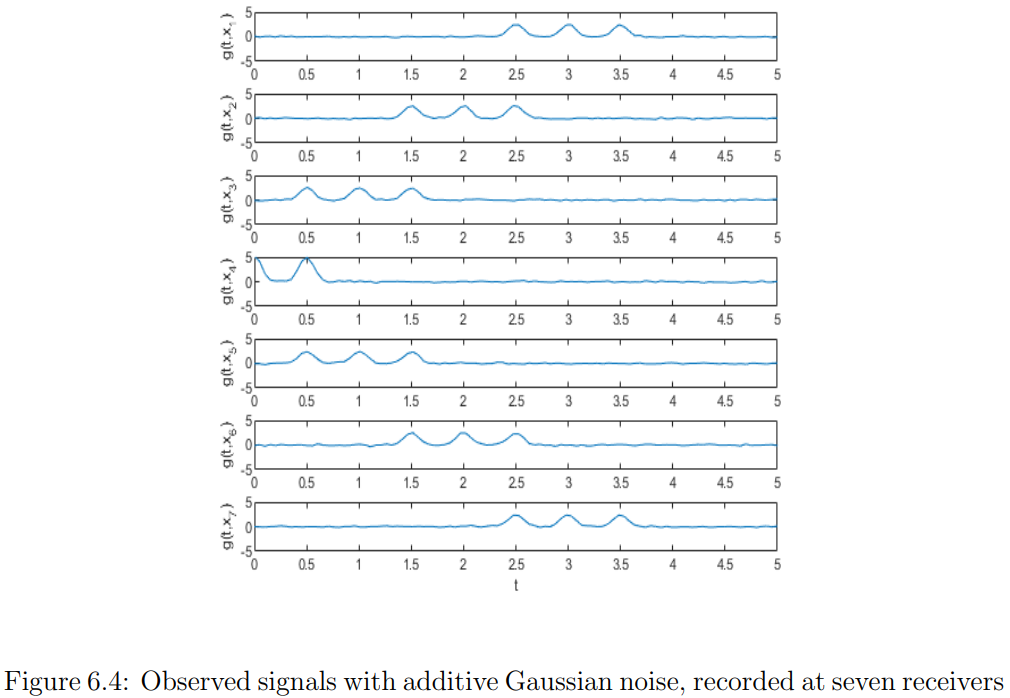 g(t,x₁)
5
0
-5
0 0.5 1 1.5 2 2.5 3 3.5 4 4.5 5
g(t,x₂)
5
0
-5
0 0.5 1 1.5 2 2.5 3 3.5 4 4.5 5
g(t,x₃)
5
0
-5
0 0.5 1 1.5 2 2.5 3 3.5 4 4.5 5
g(t,x₄)
5
0
-5
0 0.5 1 1.5 2 2.5 3 3.5 4 4.5 5
g(t,x₅)
5
0
-5
0 0.5 1 1.5 2 2.5 3 3.5 4 4.5 5
g(t,x₆)
5
0
-5
0 0.5 1 1.5 2 2.5 3 3.5 4 4.5 5
g(t,x₇)
5
0
-5
0 0.5 1 1.5 2 2.5 3 3.5 4 4.5 5
t
Figure 6.4: Observed signals with additive Gaussian noise, recorded at seven receivers